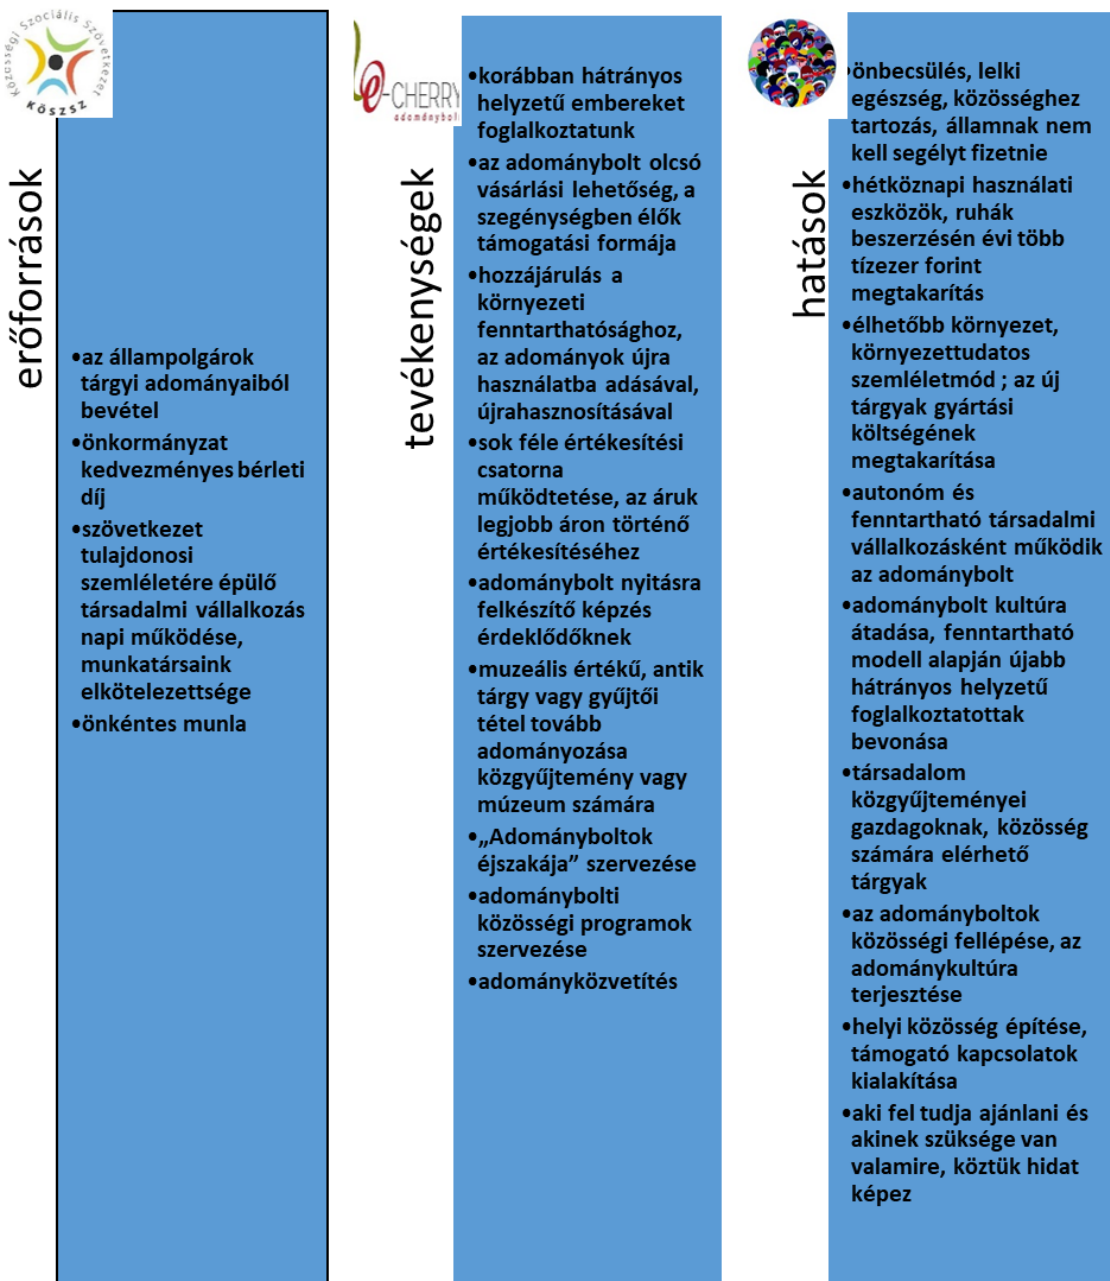 Közösségi Szociális Szövetkezet
KÖSZSZ
erőforrások
•az állampolgárok
tárgyi adományaiból
bevétel
•önkormányzat
kedvezményes bérleti
díj
•szövetkezet
tulajdonosi
szemléletére épülő
társadalmi vállalkozás
napi működése,
munkatársaink
elkötelezettsége
•önkéntes munla
Le-CHERRY
adománybolt
tevékenységek
•korábban hátrányos
helyzetű embereket
foglalkoztatunk
•az adománybolt olcsó
vásárlási lehetőség, a
szegénységben élők
támogatási formája
•hozzájárulás a
környezeti
fenntarthatósághoz,
az adományok újra
használatba adásával,
újrahasznosításával
•sok féle értékesítési
csatorna
működtetése, az áruk
legjobb áron történő
értékesítéséhez
•adománybolt nyitásra
felkészítő képzés
érdeklődőknek
•muzeális értékű, antik
tárgy vagy gyűjtői
tétel tovább
adományozása
közgyűjtemény vagy
múzeum számára
•„Adományboltok
éjszakája” szervezése
•adománybolti
közösségi programok
szervezése
•adományközvetítés
hatások
•önbecsülés, lelki
egészség, közösséghez
tartozás, államnak nem
kell segélyt fizetnie
•hétköznapi használati
eszközök, ruhák
beszerzésén évi több
tízezer forint
megtakarítás
•élhetőbb környezet,
környezettudatos
szemléletmód ; az új
tárgyak gyártási
költségének
megtakarítása
•autonóm és
fenntartható társadalmi
vállalkozásként működik
az adománybolt
•adománybolt kultúra
átadása, fenntartható
modell alapján újabb
hátrányos helyzetű
foglalkoztatottak
bevonása
•társadalom
közgyűjteményei
gazdagoknak, közösség
számára elérhető
tárgyak
•az adományboltok
közösségi fellépése, az
adománykultúra
terjesztése
•helyi közösség építése,
támogató kapcsolatok
kialakítása
•aki fel tudja ajánlani és
akinek szüksége van
valamire, köztük hidat
képez